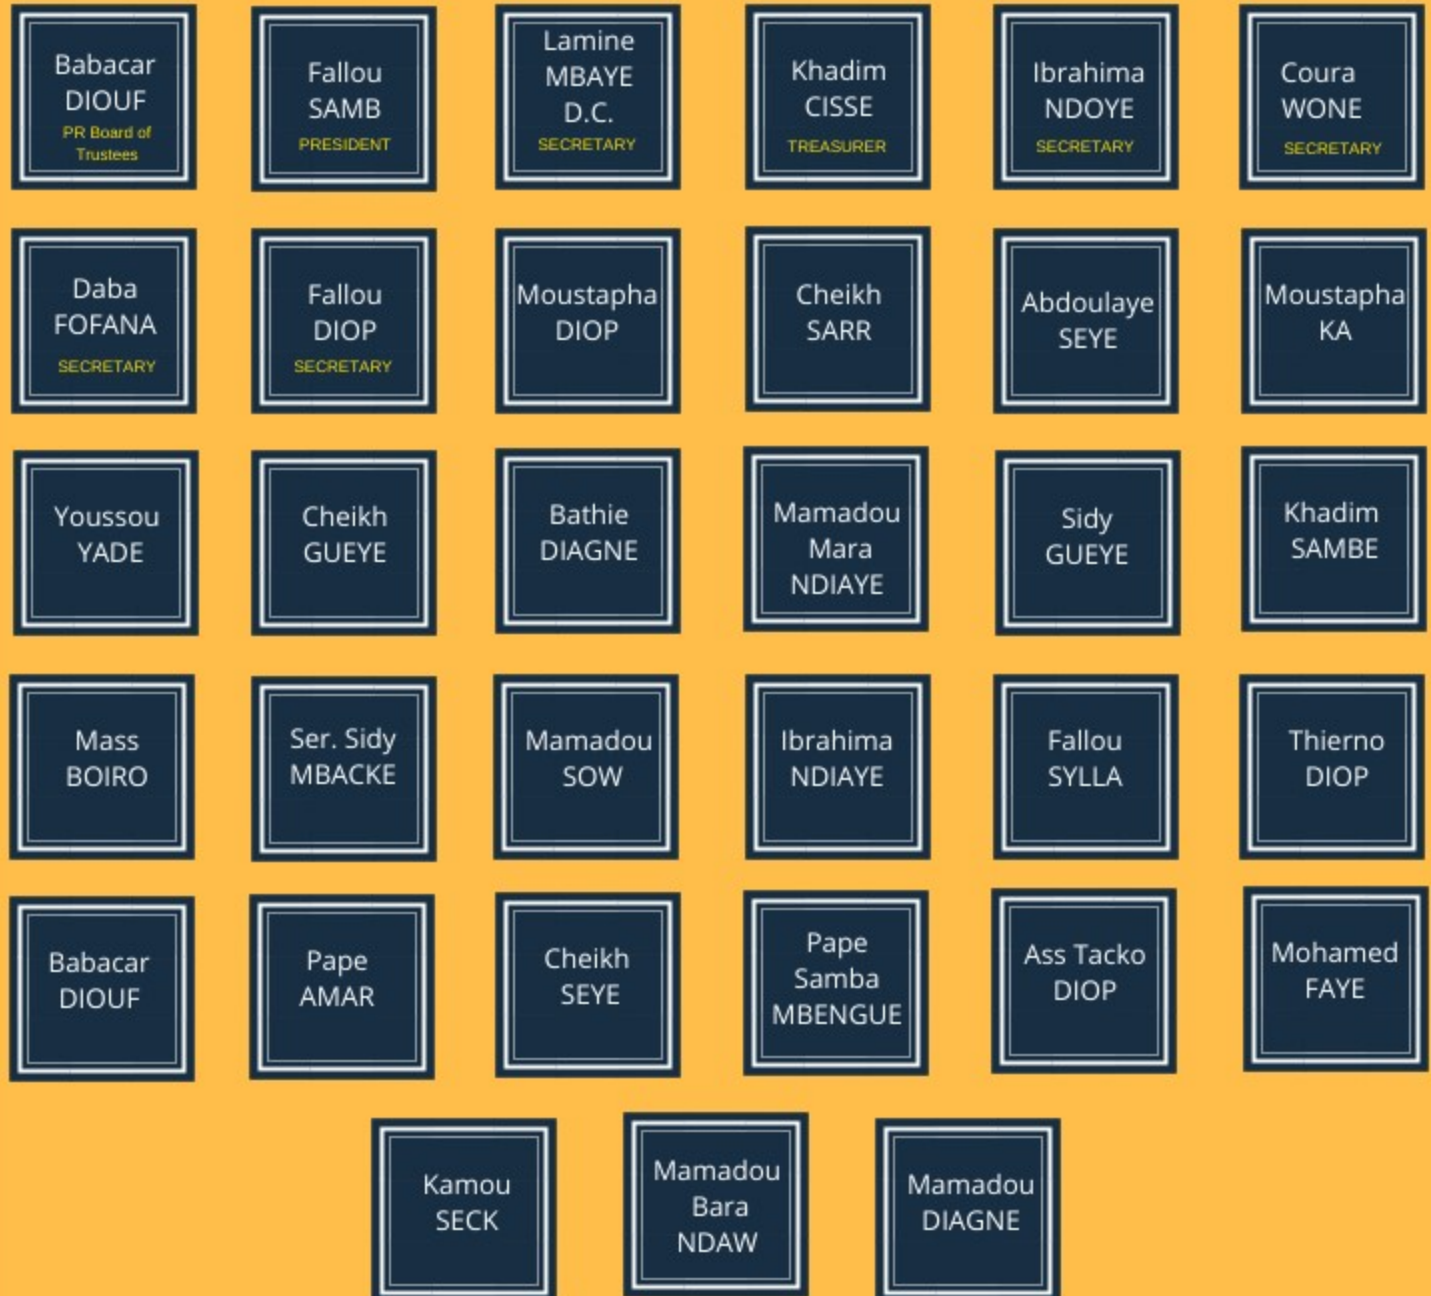 Babacar
DIOUF
PR Board of
Trustees
Fallou
SAMB
PRESIDENT
Lamine
MBAYE
D.C.
SECRETARY
Khadim
CISSE
TREASURER
Ibrahima
NDOYE
SECRETARY
Coura
WONE
SECRETARY
Daba
FOFANA
SECRETARY
Fallou
DIOP
SECRETARY
Moustapha
DIOP
Cheikh
SARR
Abdoulaye
SEYE
Moustapha
KA
Youssou
YADE
Cheikh
GUEYE
Bathie
DIAGNE
Mamadou
Mara
NDIAYE
Sidy
GUEYE
Khadim
SAMBE
Mass
BOIRO
Ser. Sidy
MBACKE
Mamadou
SOW
Ibrahima
NDIAYE
Fallou
SYLLA
Thierno
DIOP
Babacar
DIOUF
Pape
AMAR
Cheikh
SEYE
Pape
Samba
MBENGUE
Ass Tacko
DIOP
Mohamed
FAYE
Kamou
SECK
Mamadou
Bara
NDAW
Mamadou
DIAGNE